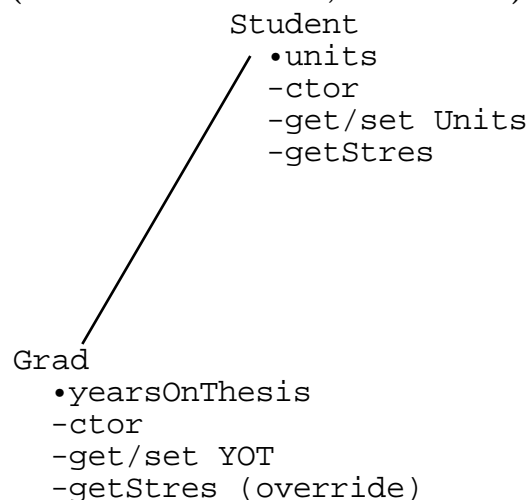 Student
•units
-ctor
-get/set Units
-getStres
Grad
•yearsOnThesis
-ctor
-get/set YOT
-getStres (override)